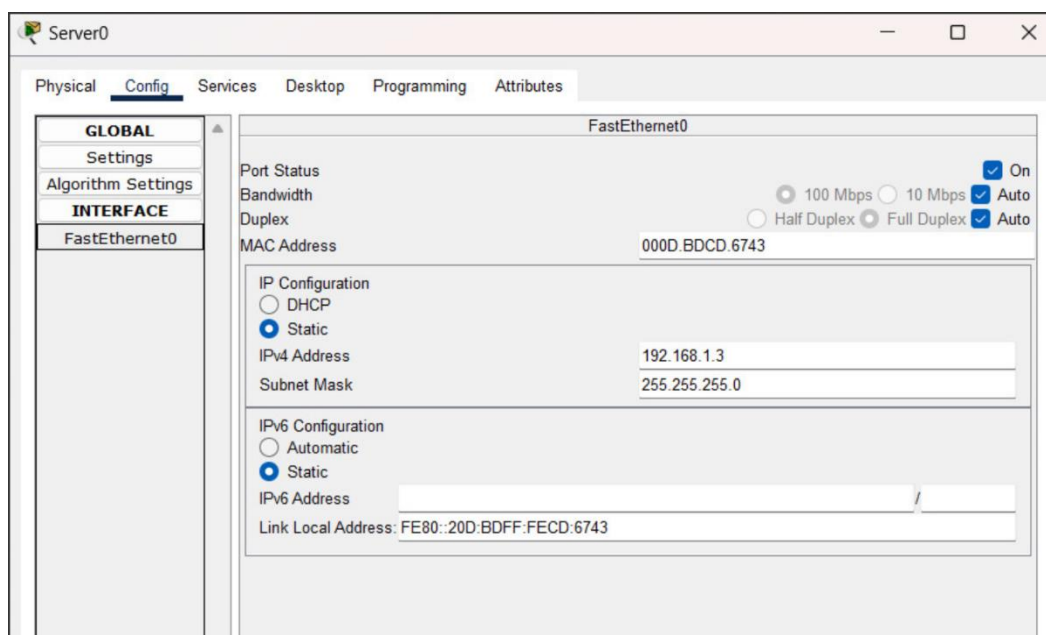 Server0
Physical Config Services Desktop Programming Attributes
GLOBAL
Settings
Algorithm Settings
INTERFACE
FastEthernet0
FastEthernet0
Port Status On
Bandwidth 100 Mbps 10 Mbps Auto
Duplex Half Duplex Full Duplex Auto
MAC Address 000D.BDCD.6743
IP Configuration
DHCP
Static
IPv4 Address 192.168.1.3
Subnet Mask 255.255.255.0
IPv6 Configuration
Automatic
Static
IPv6 Address /
Link Local Address: FE80::20D:BDFF:FECD:6743